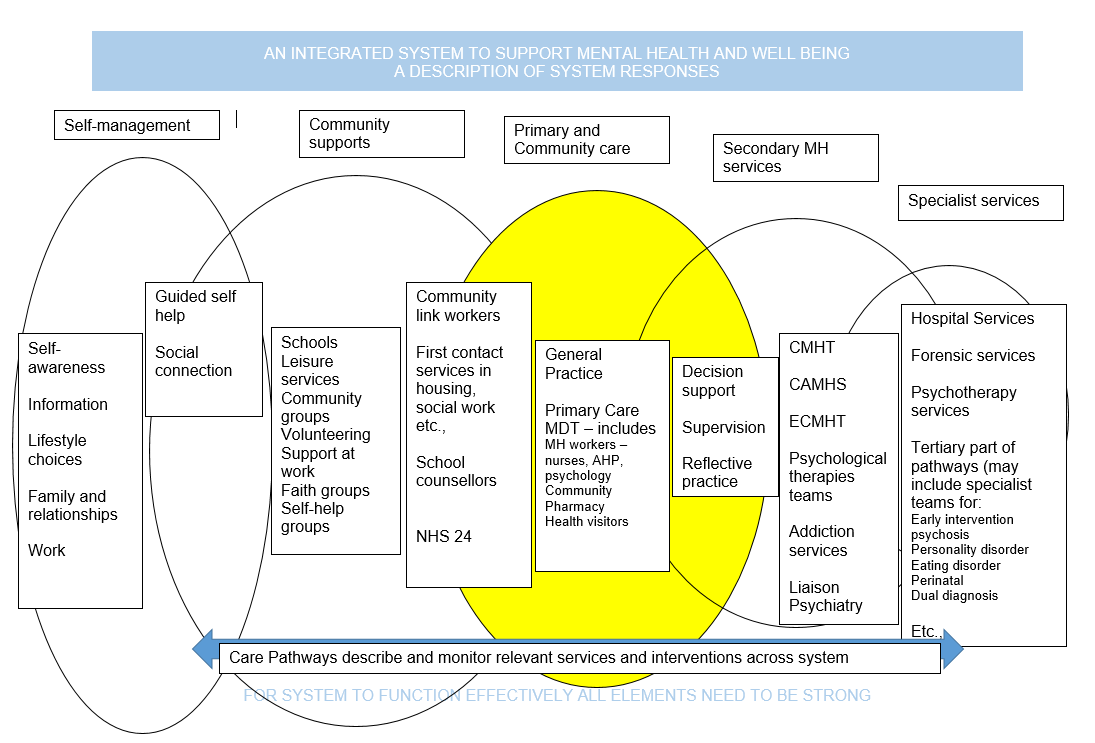 AN INTEGRATED SYSTEM TO SUPPORT MENTAL HEALTH AND WELL BEING
A DESCRIPTION OF SYSTEM RESPONSES
Self-management
Community
supports
Primary and
Community care
Secondary MH
services
Specialist services
Self-
awareness
Information
Lifestyle
choices
Family and
relationships
Work
Guided self
help
Social
connection
Schools
Leisure
services
Community
groups
Volunteering
Support at
work
Faith groups
Self-help
groups
Community
link workers
First contact
services in
housing,
social work
etc.,
School
counsellors
NHS 24
General
Practice
Primary Care
MDT – includes
MH workers –
nurses, AHP,
psychology
Community
Pharmacy
Health visitors
Decision
support
Supervision
Reflective
practice
CMHT
CAMHS
ECMHT
Psychological
therapies
teams
Addiction
services
Liaison
Psychiatry
Hospital Services
Forensic services
Psychotherapy
services
Tertiary part of
pathways (may
include specialist
teams for:
Early intervention
psychosis
Personality disorder
Eating disorder
Perinatal
Dual diagnosis
Etc.,
Care Pathways describe and monitor relevant services and interventions across system
FOR SYSTEM TO FUNCTION EFFECTIVELY ALL ELEMENTS NEED TO BE STRONG